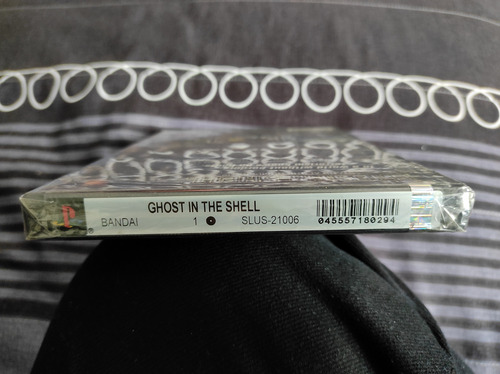 GHOST IN THE SHELL
BANDAI 1 SLUS-21006
045557180294